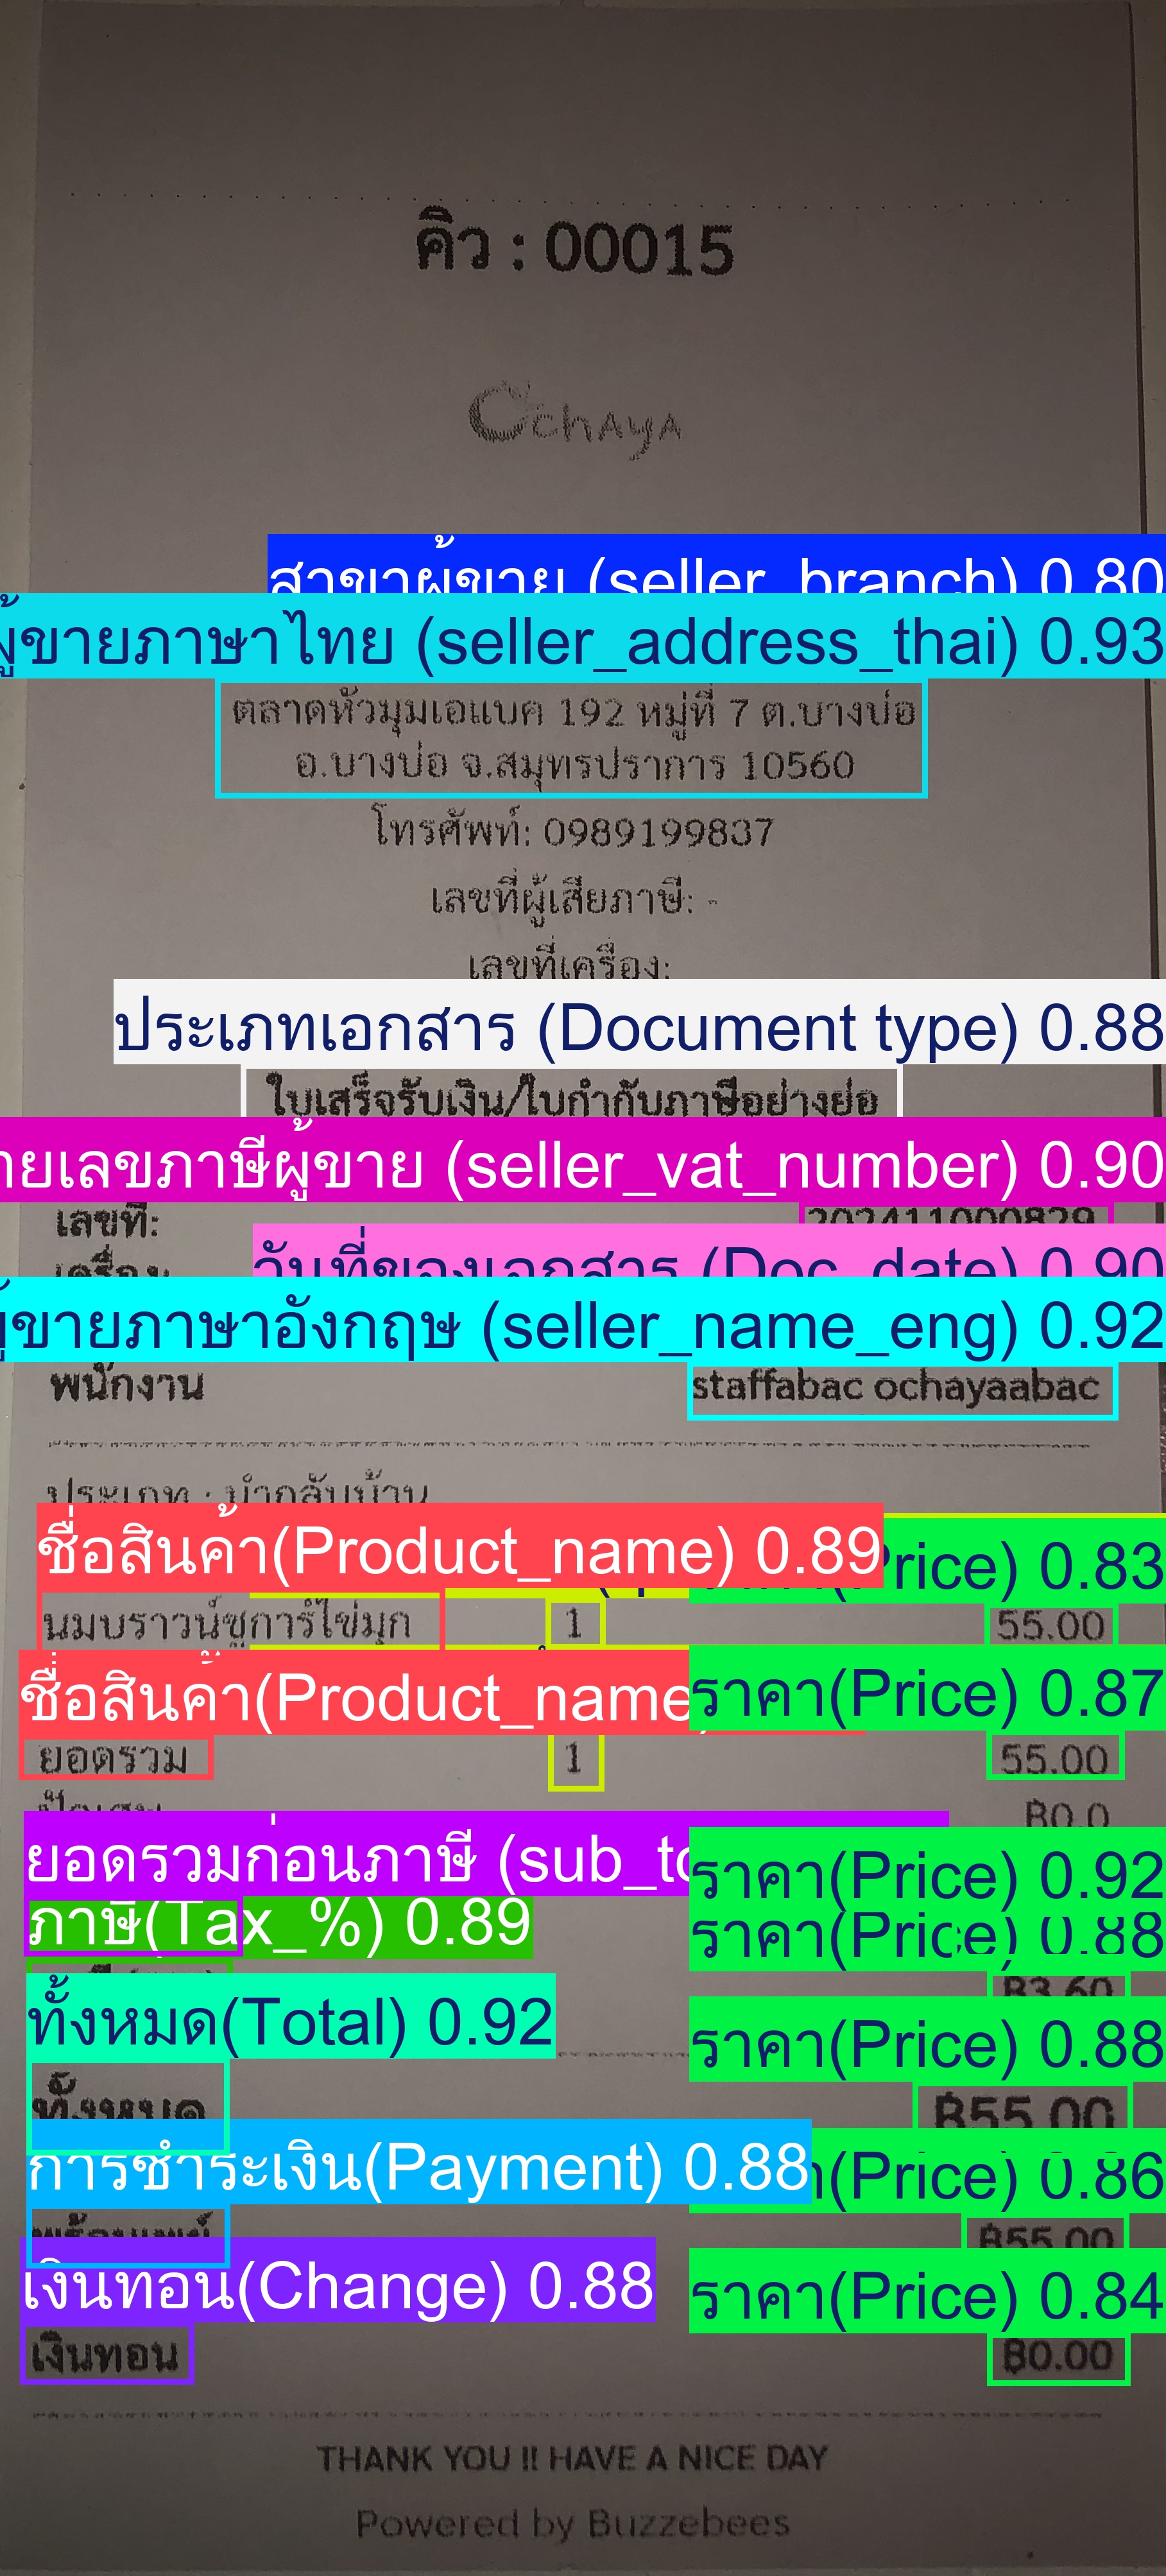 คิว : 00015
Ochaya
สาขาผู้ขาย (seller_branch) 0.80
ผู้ขายภาษาไทย (seller_address_thai) 0.93
ตลาดหัวมุมเอแบค 192 หมู่ที่ 7 ต.บางบ่อ
อ.บางบ่อ จ.สมุทรปราการ 10560
โทรศัพท์: 0989199837
เลขที่ผู้เสียภาษี: -
เลขที่เครื่อง:
ประเภทเอกสาร (Document type) 0.88
ใบเสร็จรับเงิน/ใบกำกับภาษีอย่างย่อ
ายเลขภาษีผู้ขาย (seller_vat_number) 0.90
เลขที่: 202411000829
เครื่อง: วันที่ของเอกสาร (Doc_date) 0.90
ผู้ขายภาษาอังกฤษ (seller_name_eng) 0.92
พนักงาน staffabac ochayaabac
ประเภท : นำกลับบ้าน
ชื่อสินค้า(Product_name) 0.89 Price) 0.83
นมบราวน์ชูการ์ไข่มุก 1 55.00
ชื่อสินค้า(Product_name ราคา(Price) 0.87
ยอดรวม 1 55.00
ปัดเศษ ฿0.0
ยอดรวมก่อนภาษี (sub_to ราคา(Price) 0.92
ภาษี(Tax_%) 0.89 ราคา(Price) 0.88
฿3.60
ทั้งหมด(Total) 0.92 ราคา(Price) 0.88
ทั้งหมด ฿55.00
การชำระเงิน(Payment) 0.88 า(Price) 0.86
พร้อมเพย์ ฿55.00
เงินทอน(Change) 0.88 ราคา(Price) 0.84
เงินทอน ฿0.00
THANK YOU !! HAVE A NICE DAY
Powered by Buzzebees